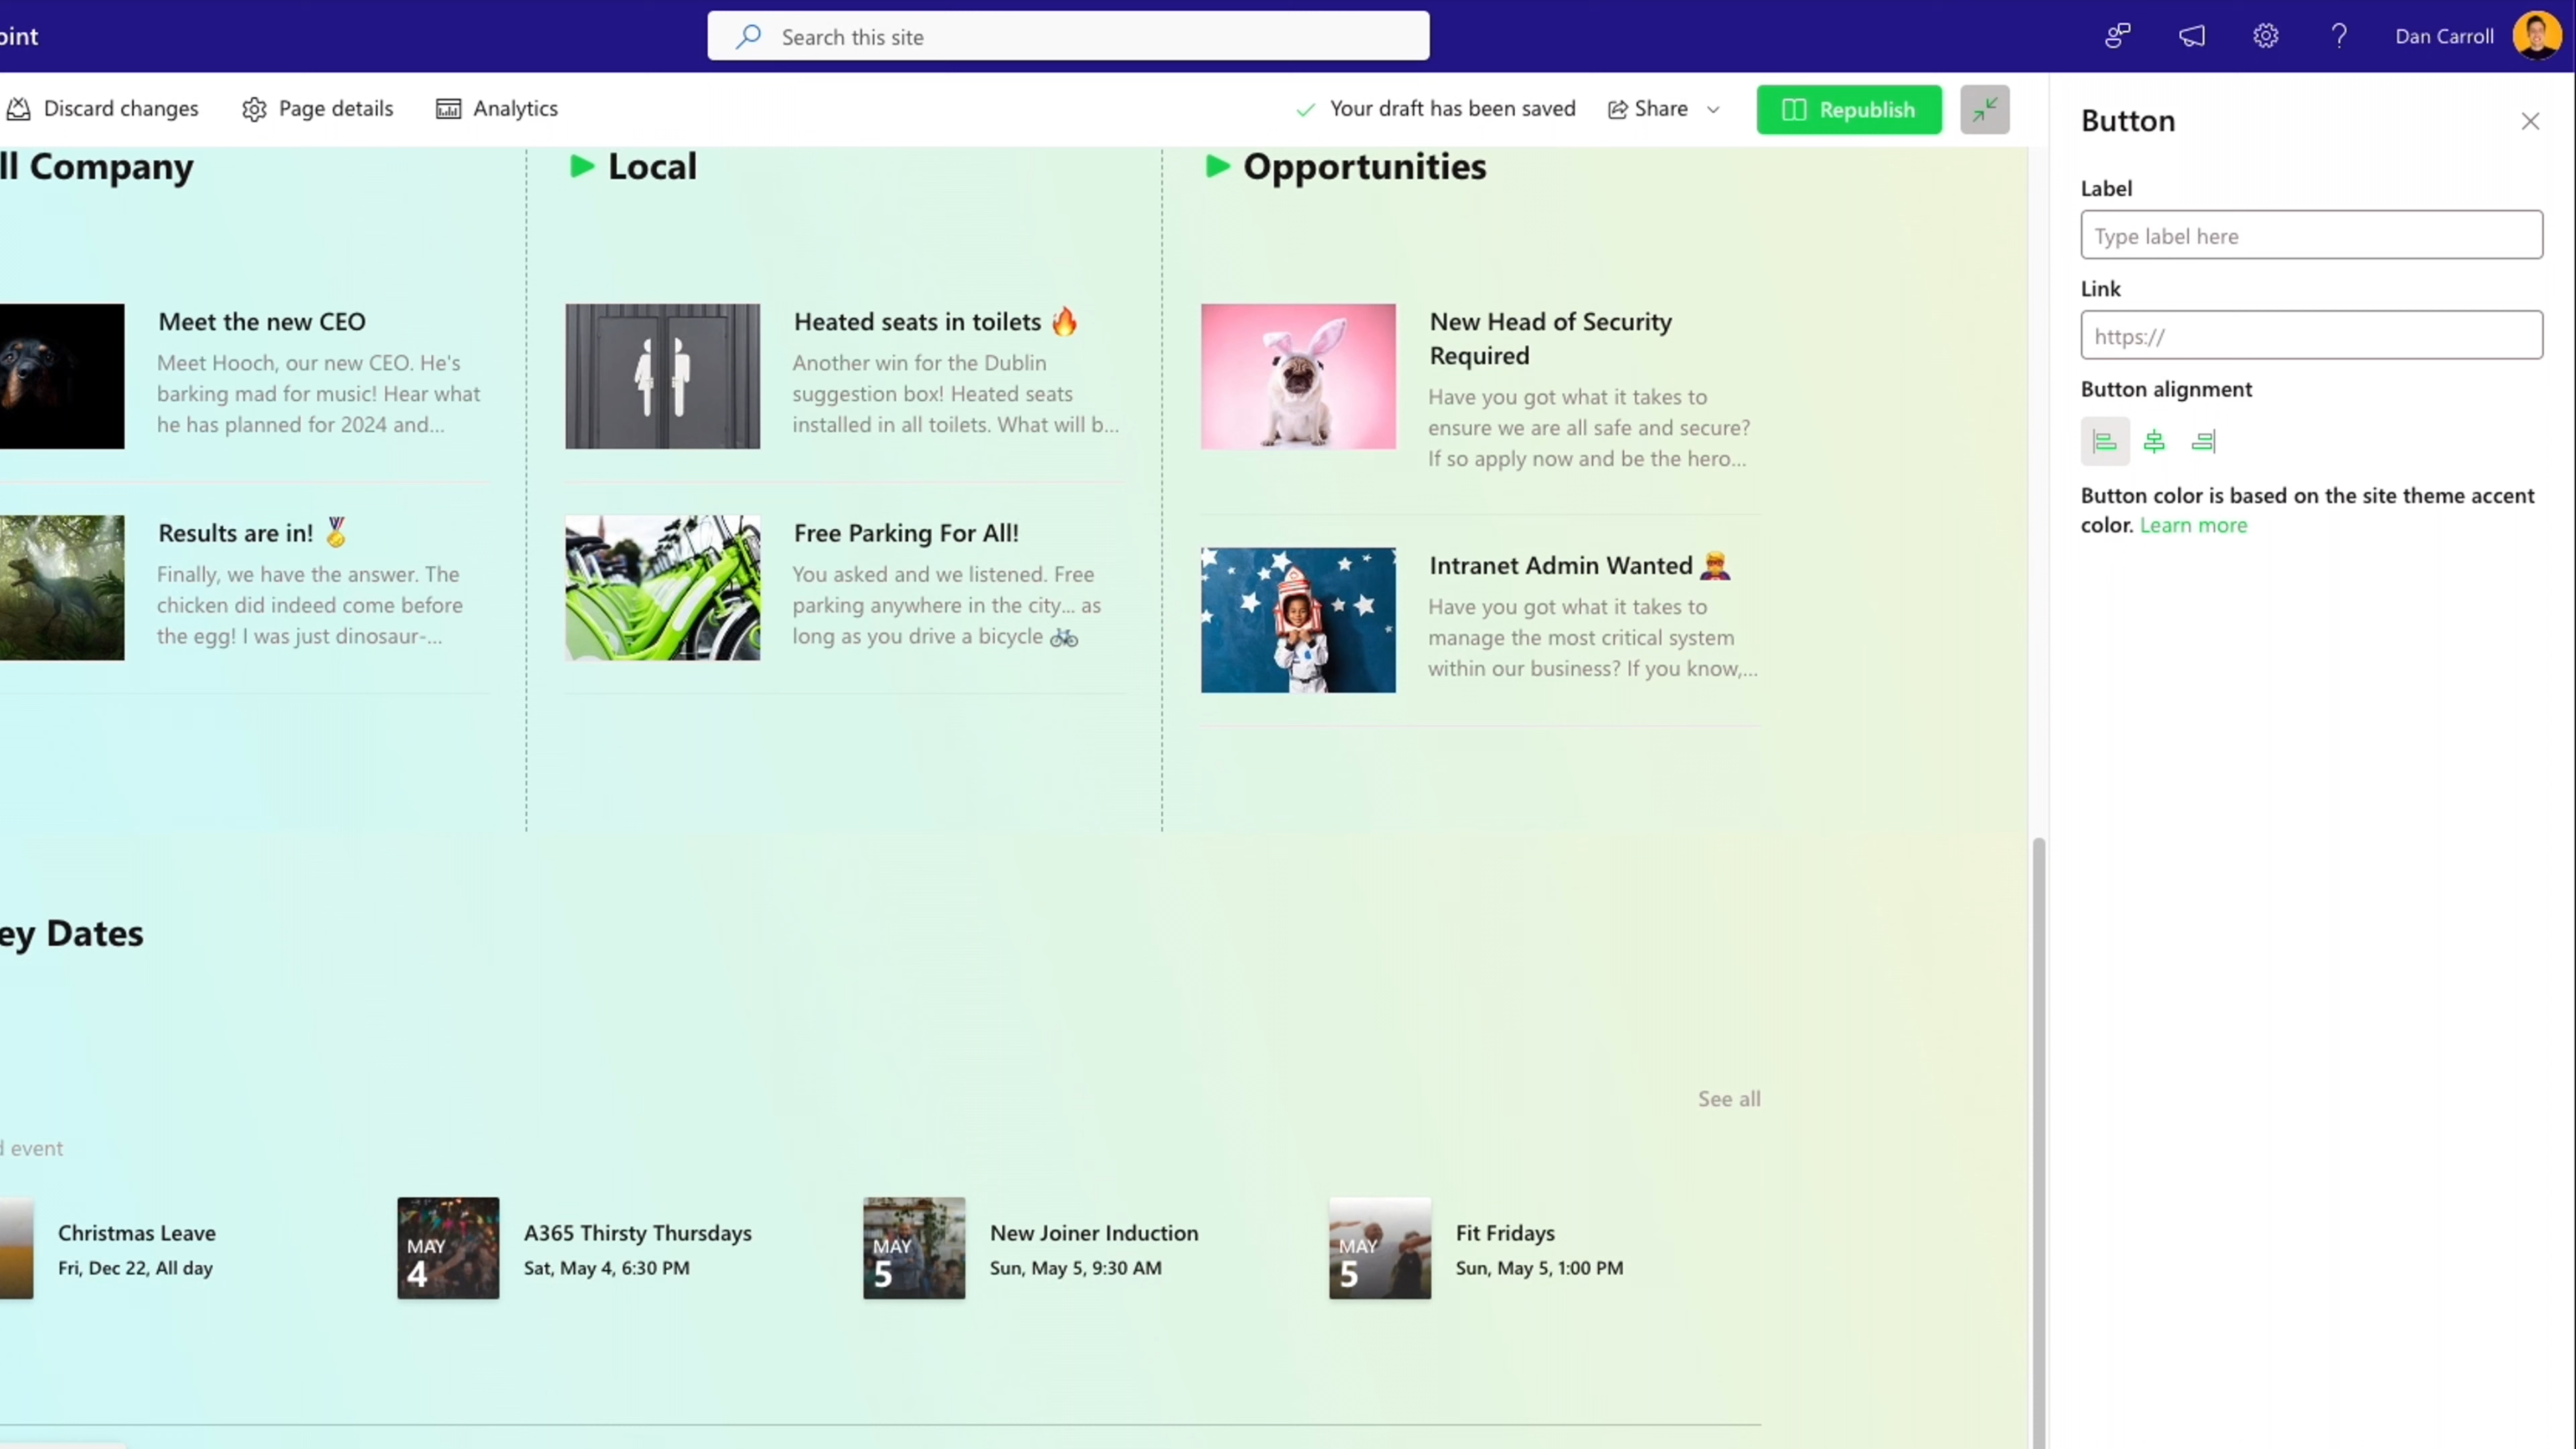 oint
Search this site
Dan Carroll
Discard changes
Page details
Analytics
Your draft has been saved
Share
Republish
ll Company
Meet the new CEO
Meet Hooch, our new CEO. He's
barking mad for music! Hear what
he has planned for 2024 and...
Results are in! 🏅
Finally, we have the answer. The
chicken did indeed come before
the egg! I was just dinosaur-...
Local
Heated seats in toilets 🔥
Another win for the Dublin
suggestion box! Heated seats
installed in all toilets. What will b...
Free Parking For All!
You asked and we listened. Free
parking anywhere in the city... as
long as you drive a bicycle 🚲
Opportunities
New Head of Security
Required
Have you got what it takes to
ensure we are all safe and secure?
If so apply now and be the hero...
Intranet Admin Wanted 🦸
Have you got what it takes to
manage the most critical system
within our business? If you know,...
ey Dates
See all
d event
Christmas Leave
Fri, Dec 22, All day
MAY
4
A365 Thirsty Thursdays
Sat, May 4, 6:30 PM
MAY
5
New Joiner Induction
Sun, May 5, 9:30 AM
MAY
5
Fit Fridays
Sun, May 5, 1:00 PM
Button
Label
Type label here
Link
https://
Button alignment
Button color is based on the site theme accent
color. Learn more